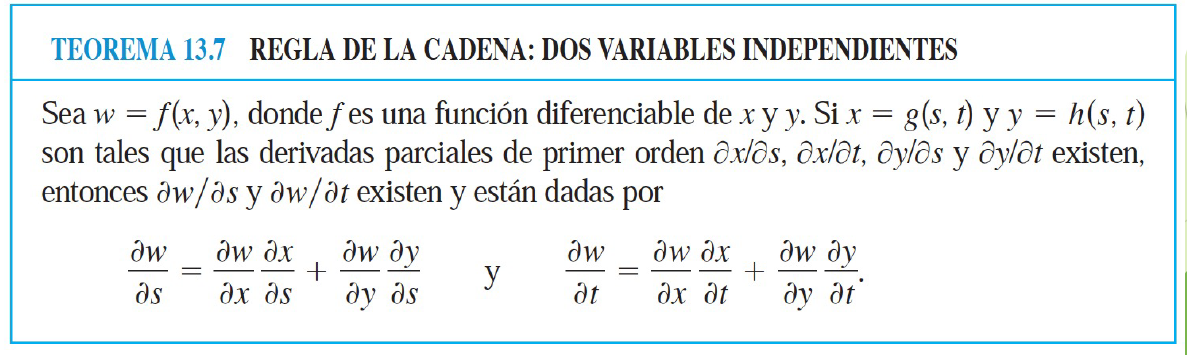 TEOREMA 13.7 REGLA DE LA CADENA: DOS VARIABLES INDEPENDIENTES
Sea w = f(x, y), donde f es una función diferenciable de x y y. Si x = g(s, t) y y = h(s, t)
son tales que las derivadas parciales de primer orden ∂x/∂s, ∂x/∂t, ∂y/∂s y ∂y/∂t existen,
entonces ∂w/∂s y ∂w/∂t existen y están dadas por
∂w/∂s = ∂w/∂x ∂x/∂s + ∂w/∂y ∂y/∂s y ∂w/∂t = ∂w/∂x ∂x/∂t + ∂w/∂y ∂y/∂t.